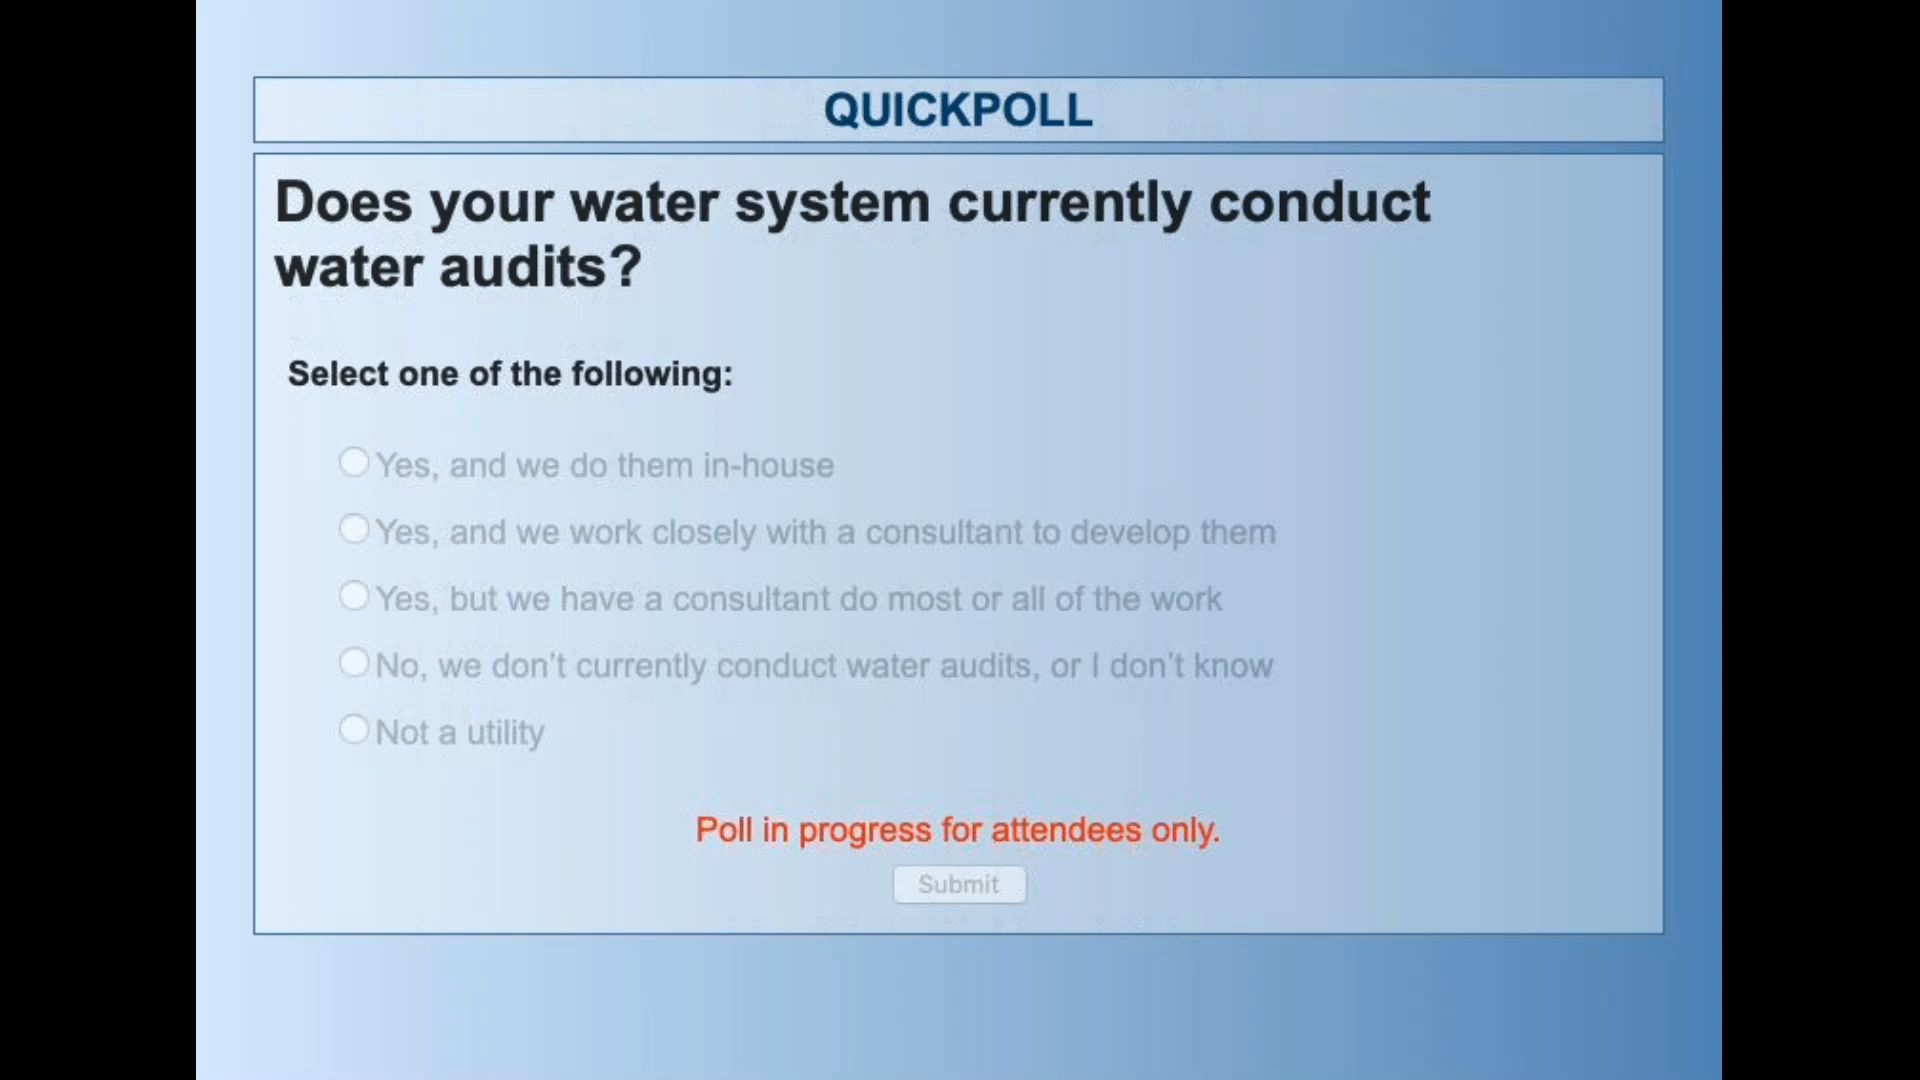 QUICKPOLL
Does your water system currently conduct
water audits?
Select one of the following:
Yes, and we do them in-house
Yes, and we work closely with a consultant to develop them
Yes, but we have a consultant do most or all of the work
No, we don’t currently conduct water audits, or I don’t know
Not a utility
Poll in progress for attendees only.
Submit